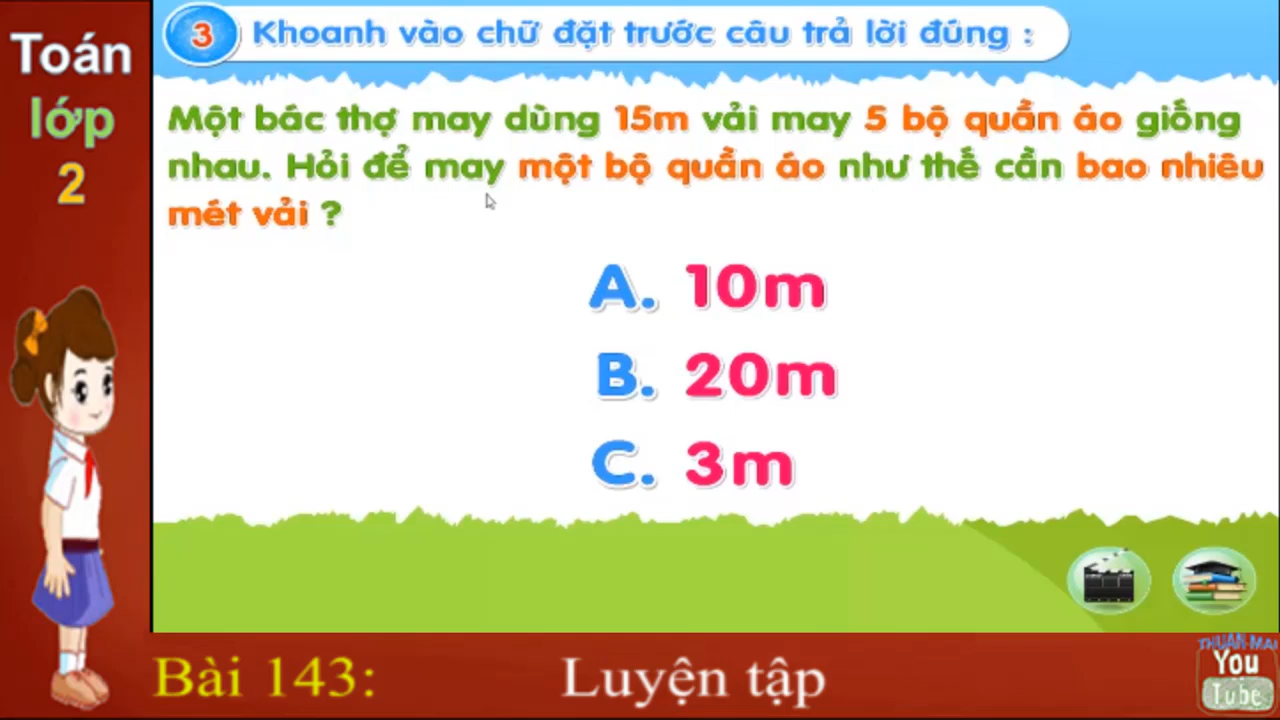 Toán
lớp
2
3 Khoanh vào chữ đặt trước câu trả lời đúng :
Một bác thợ may dùng 15m vải may 5 bộ quần áo giống
nhau. Hỏi để may một bộ quần áo như thế cần bao nhiêu
mét vải ?
A. 10m
B. 20m
C. 3m
Bài 143: Luyện tập
THUAN MAI
You
Tube